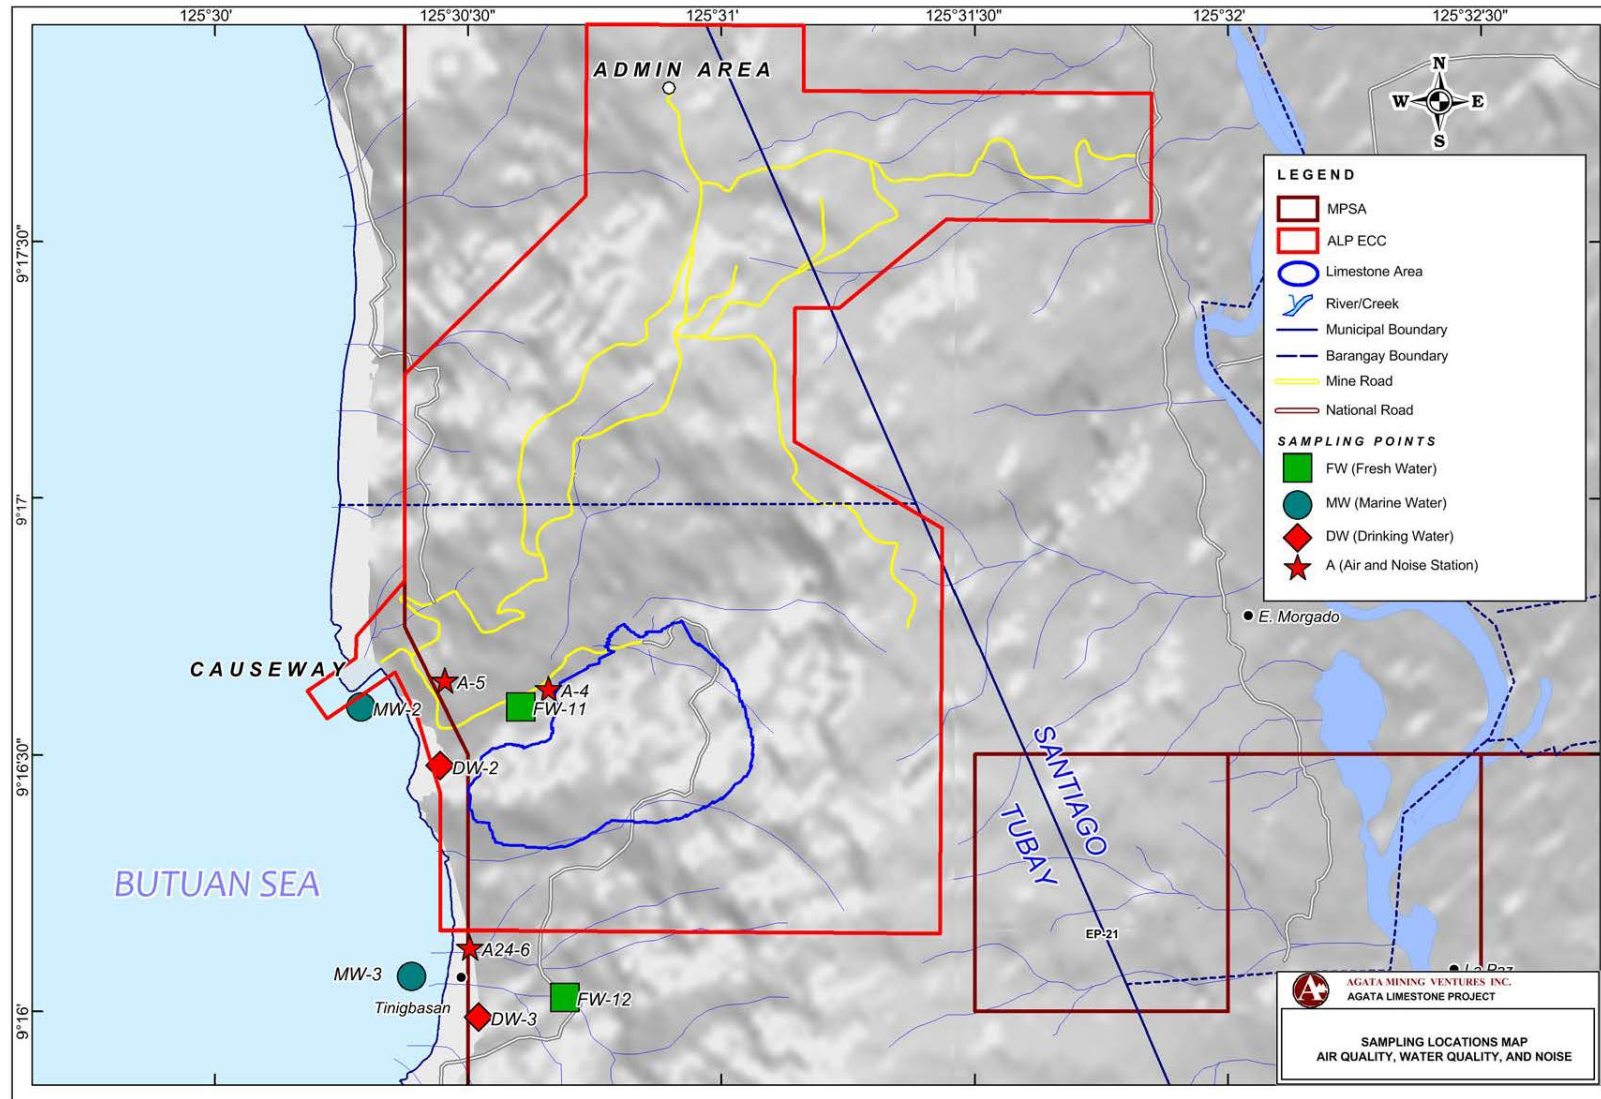 125°30' 125°30'30" 125°31' 125°31'30" 125°32' 125°32'30"
ADMIN AREA
N
W E
S
LEGEND
MPSA
ALP ECC
Limestone Area
River/Creek
Municipal Boundary
Barangay Boundary
Mine Road
National Road
SAMPLING POINTS
FW (Fresh Water)
MW (Marine Water)
DW (Drinking Water)
A (Air and Noise Station)
9°17'30"
9°17'
9°16'30"
9°16'
E. Morgado
CAUSEWAY
A-5
A-4
MW-2
FW-11
DW-2
SANTIAGO
TUBAY
BUTUAN SEA
EP-21
A24-6
MW-3
Tinigbasan
FW-12
DW-3
La Paz
A
AGATA MINING VENTURES INC.
AGATA LIMESTONE PROJECT
SAMPLING LOCATIONS MAP
AIR QUALITY, WATER QUALITY, AND NOISE